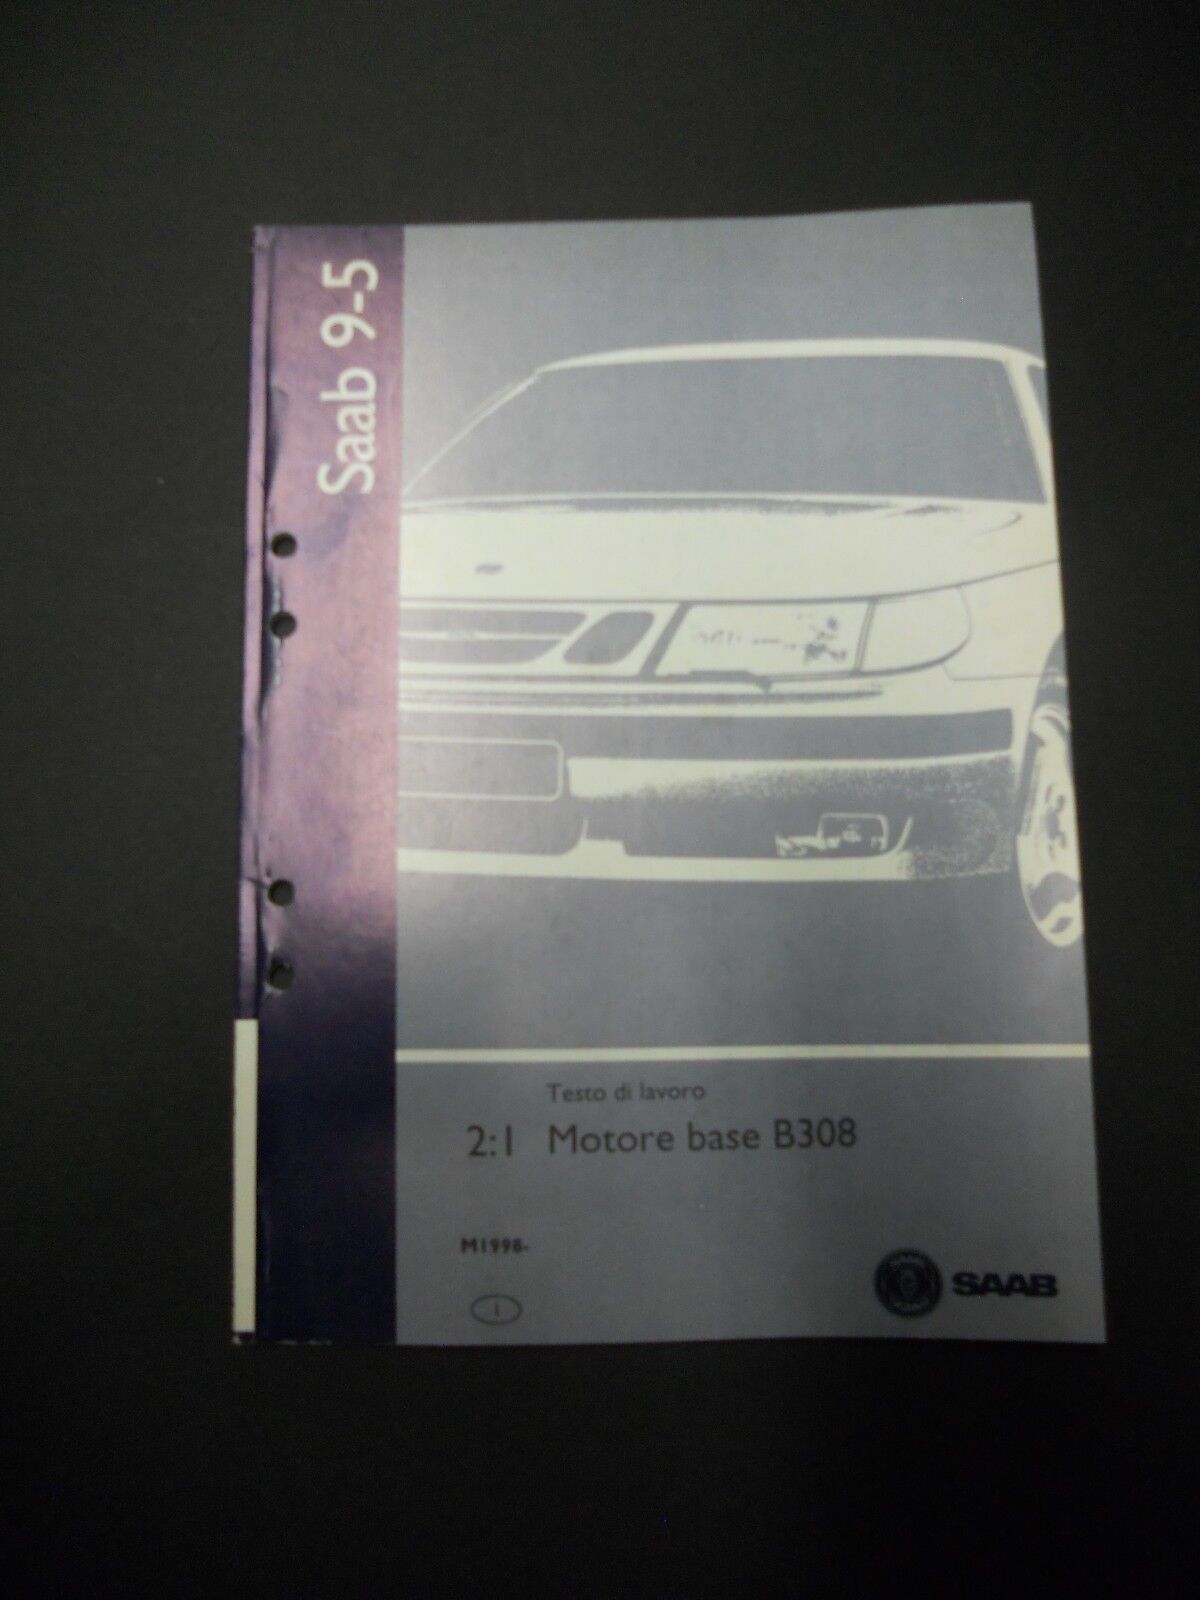 Saab 9-5
Testo di lavoro
2:1 Motore base B308
M1998-
I
SAAB